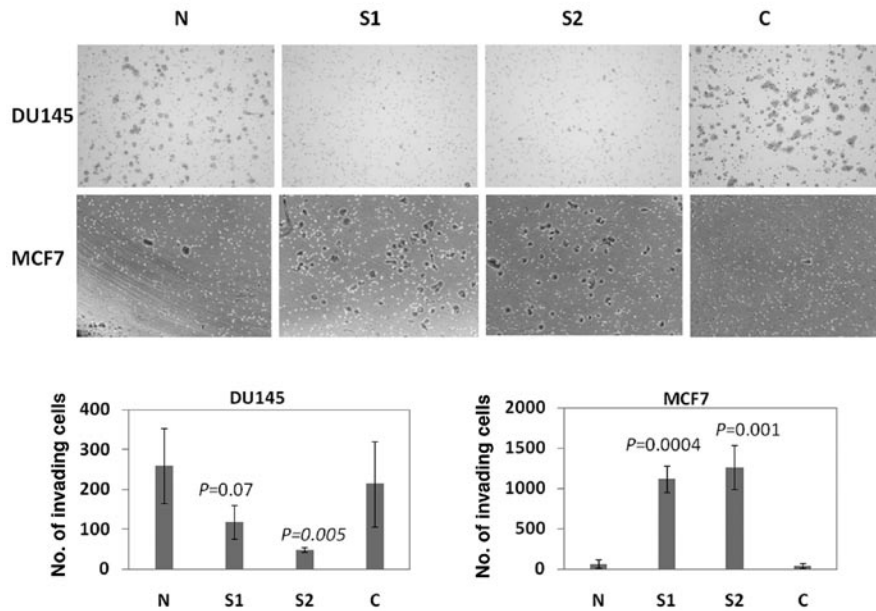 N S1 S2 C
DU145
MCF7
DU145
No. of invading cells
400
300
200
100
0
P=0.07
P=0.005
N S1 S2 C
MCF7
No. of invading cells
2000
1500
1000
500
0
P=0.0004
P=0.001
N S1 S2 C